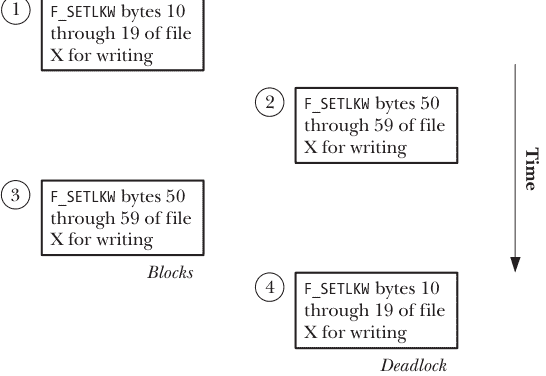 1
F_SETLKW bytes 10
through 19 of file
X for writing
2
F_SETLKW bytes 50
through 59 of file
X for writing
Time
3
F_SETLKW bytes 50
through 59 of file
X for writing
Blocks
4
F_SETLKW bytes 10
through 19 of file
X for writing
Deadlock